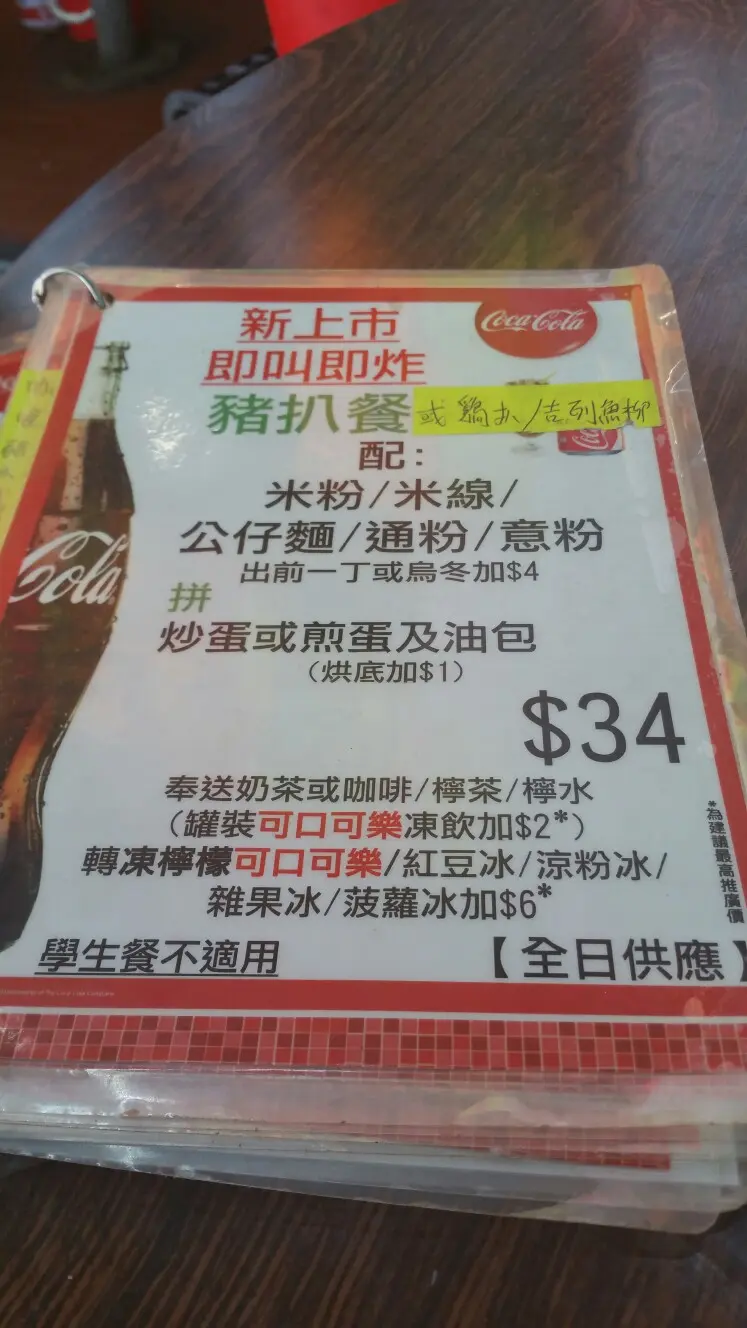 新上市
Coca-Cola
即叫即炸
豬扒餐 或雞扒/吉列魚柳
配:
米粉/米線/
公仔麵/通粉/意粉
出前一丁或烏冬加$4
拼
Cola
炒蛋或煎蛋及油包
(烘底加$1)
$34
奉送奶茶或咖啡/檸茶/檸水
(罐裝可口可樂凍飲加$2*)
轉凍檸檬可口可樂/紅豆冰/涼粉冰/
雜果冰/菠蘿冰加$6*
*為建議最高推廣價
學生餐不適用
【全日供應】